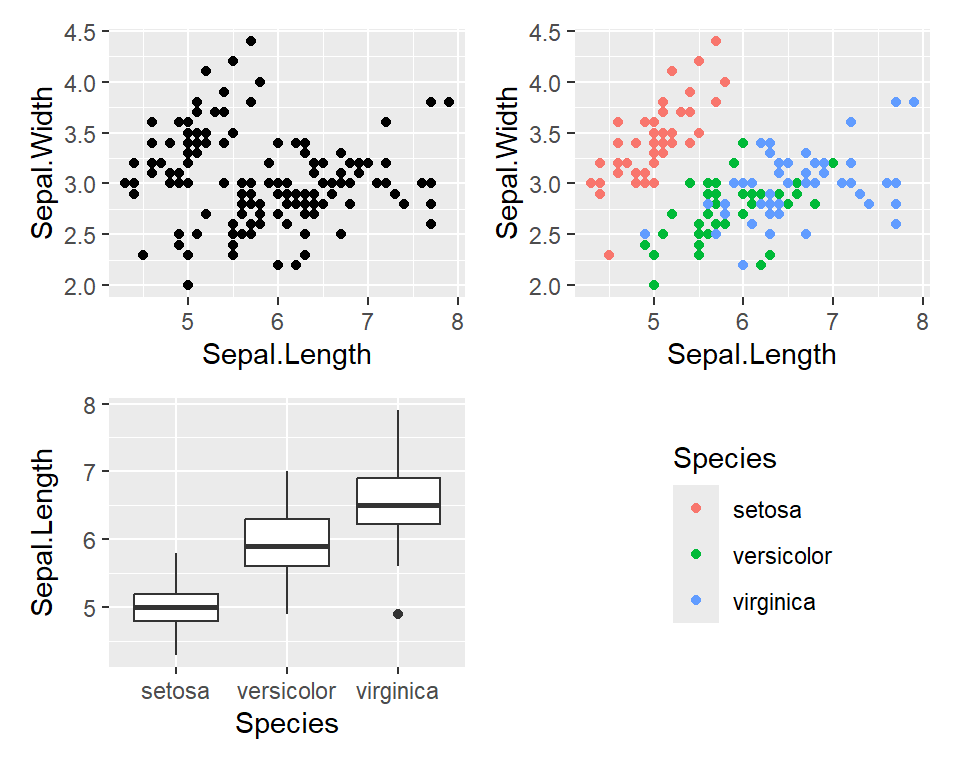 Sepal.Width
4.5
4.0
3.5
3.0
2.5
2.0
5 6 7 8
Sepal.Length
Sepal.Width
4.5
4.0
3.5
3.0
2.5
2.0
5 6 7 8
Sepal.Length
Sepal.Length
8
7
6
5
setosa versicolor virginica
Species
Species
setosa
versicolor
virginica